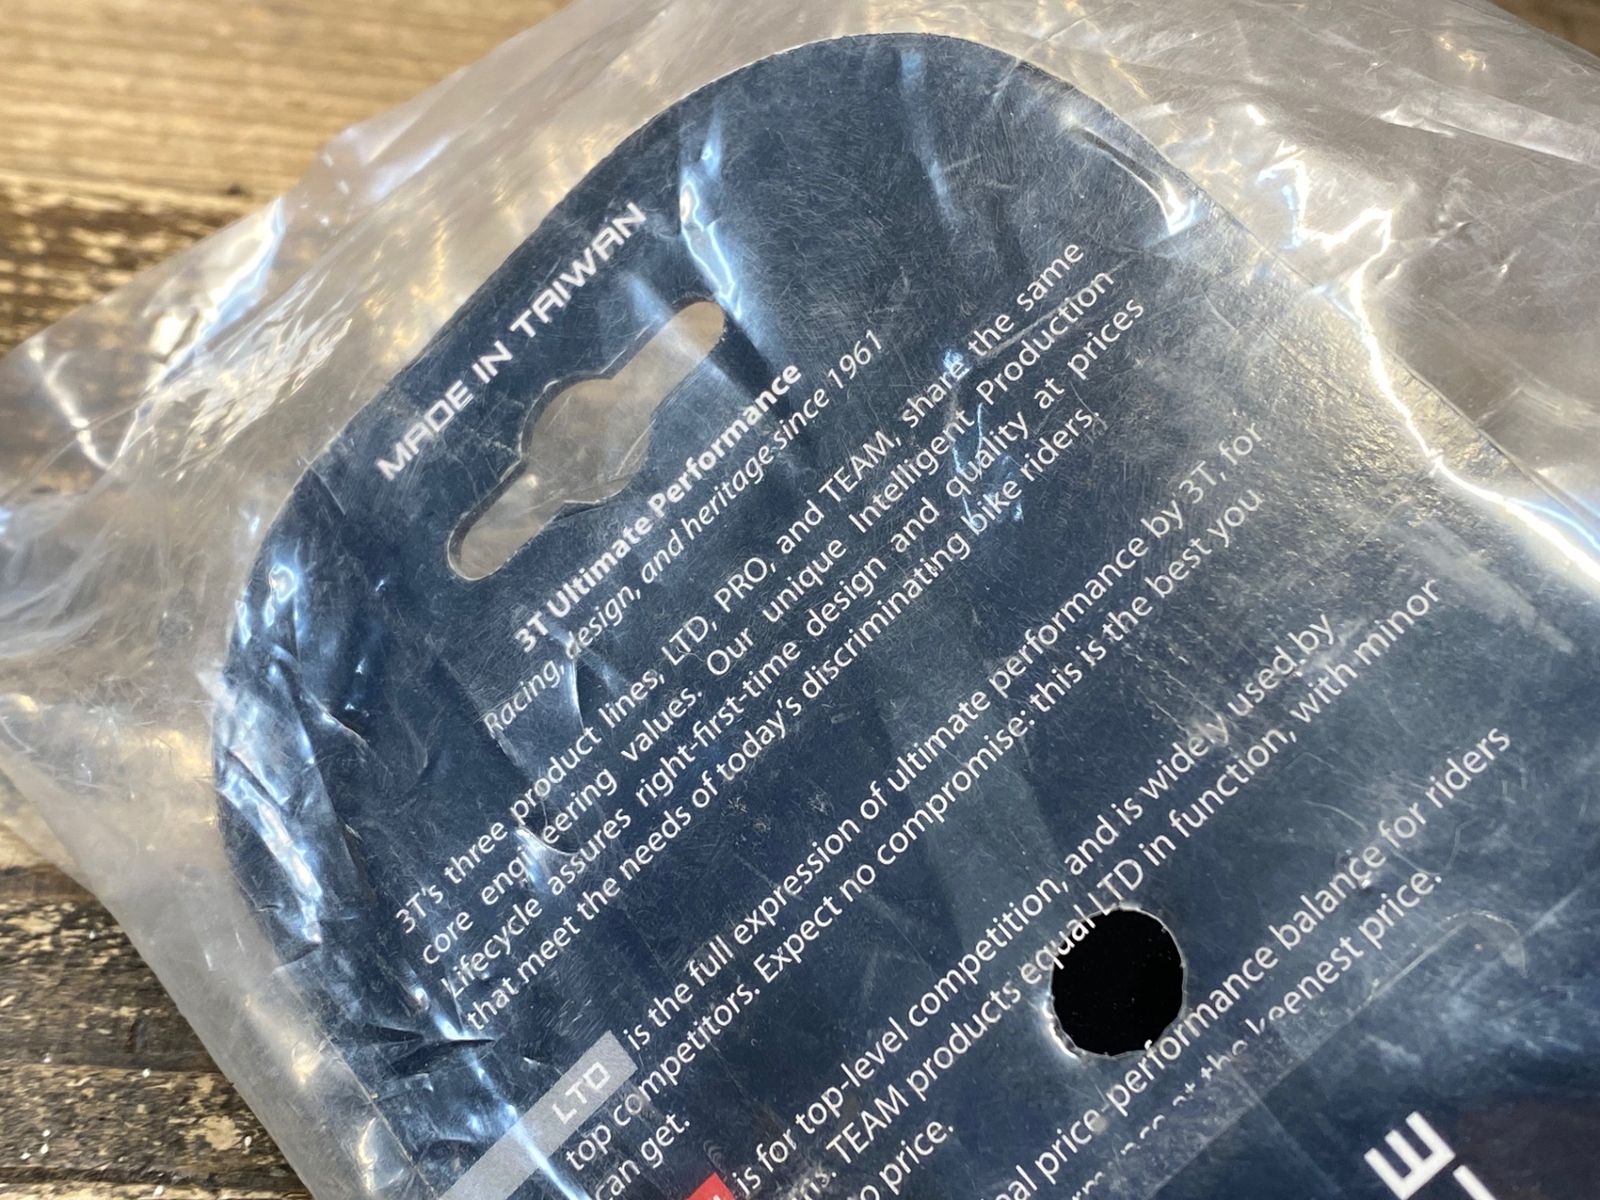 MADE IN TAIWAN
3T Ultimate Performance
Racing, design, and heritage since 1961
3T's three product lines, LTD, PRO, and TEAM, share the same
core engineering values. Our unique Intelligent Production
Lifecycle assures right-first-time design and quality at prices
that meet the needs of today's discriminating bike riders.
LTD is the full expression of ultimate performance by 3T, for
top competitors. Expect no compromise: this is the best you
can get.
is for top-level competition, and is widely used by
TEAM products equal LTD in function, with minor
price.
price-performance balance for riders
at the keenest price.